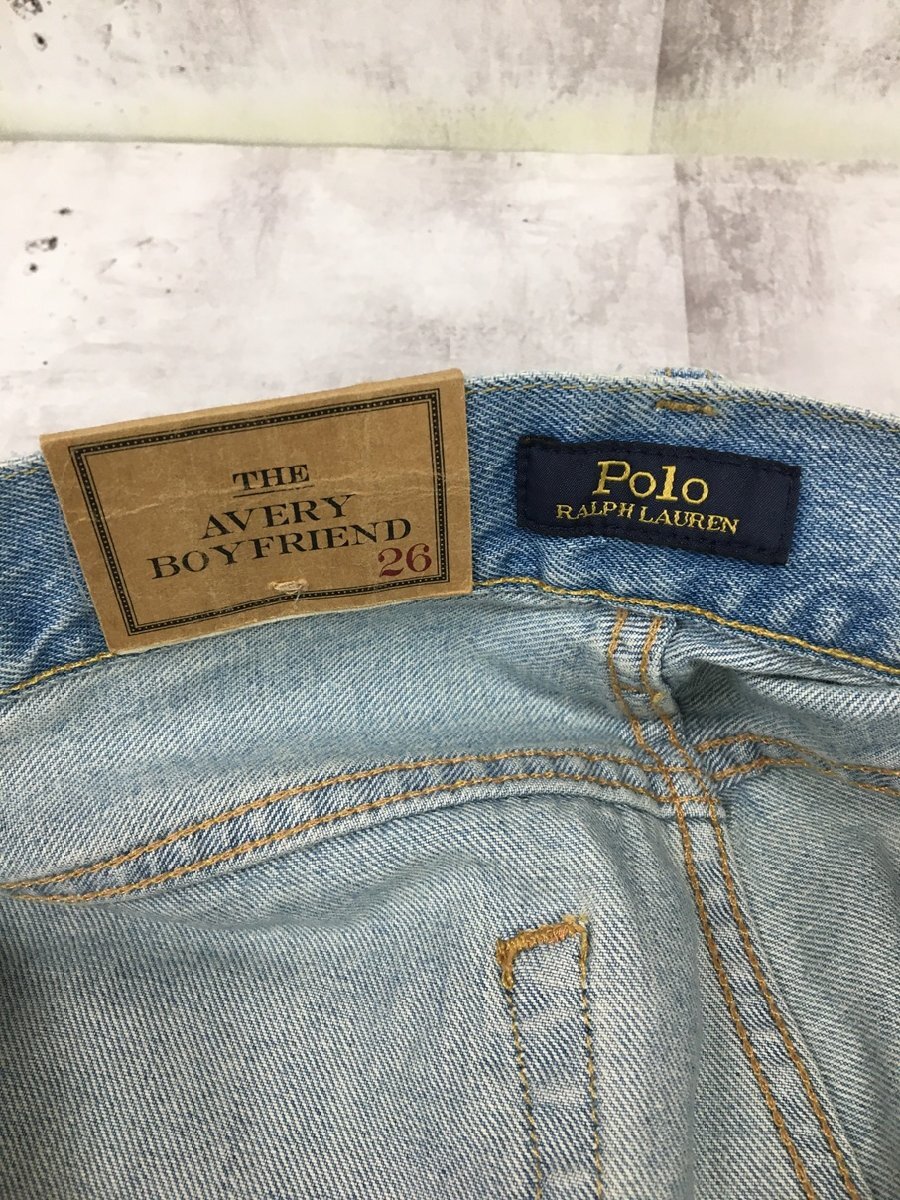 THE
AVERY
BOYFRIEND
26
Polo
RALPH LAUREN